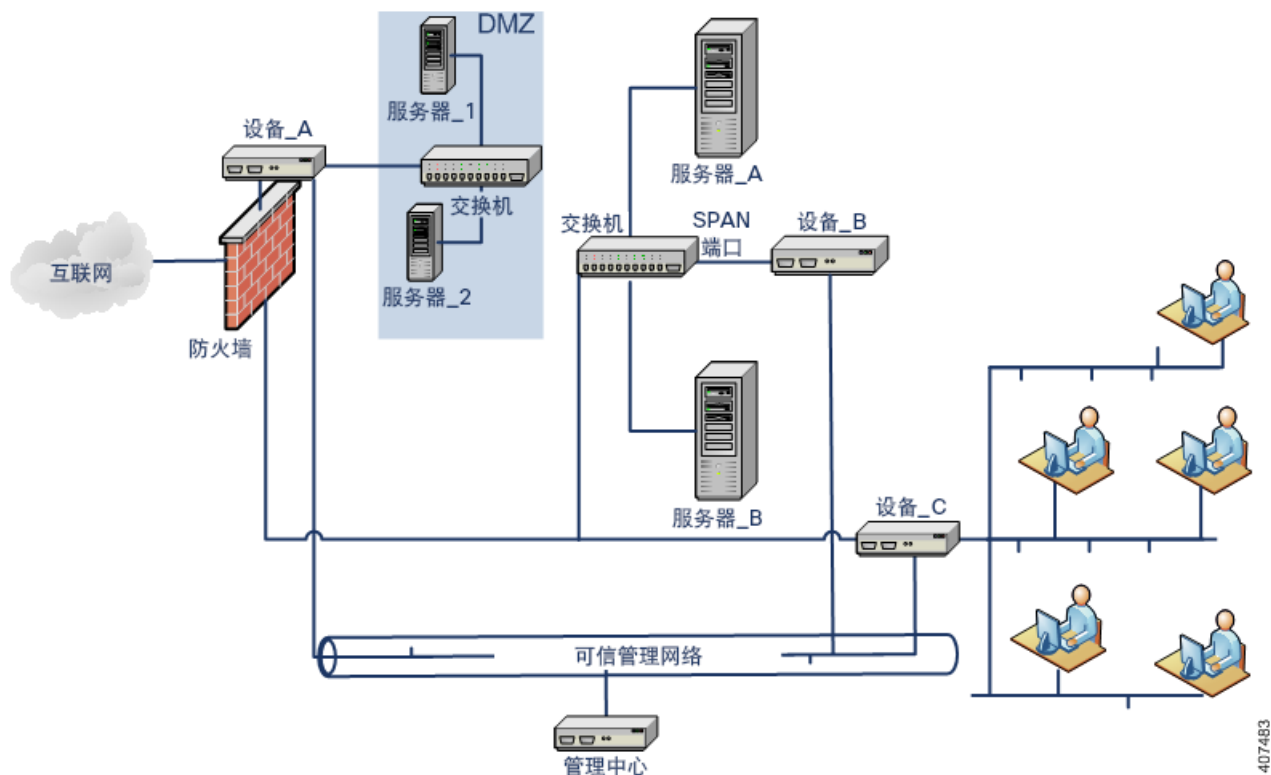 DMZ
服务器_1
设备_A
服务器_A
交换机
交换机
SPAN
端口
设备_B
互联网
服务器_2
防火墙
服务器_B
设备_C
可信管理网络
管理中心
407483